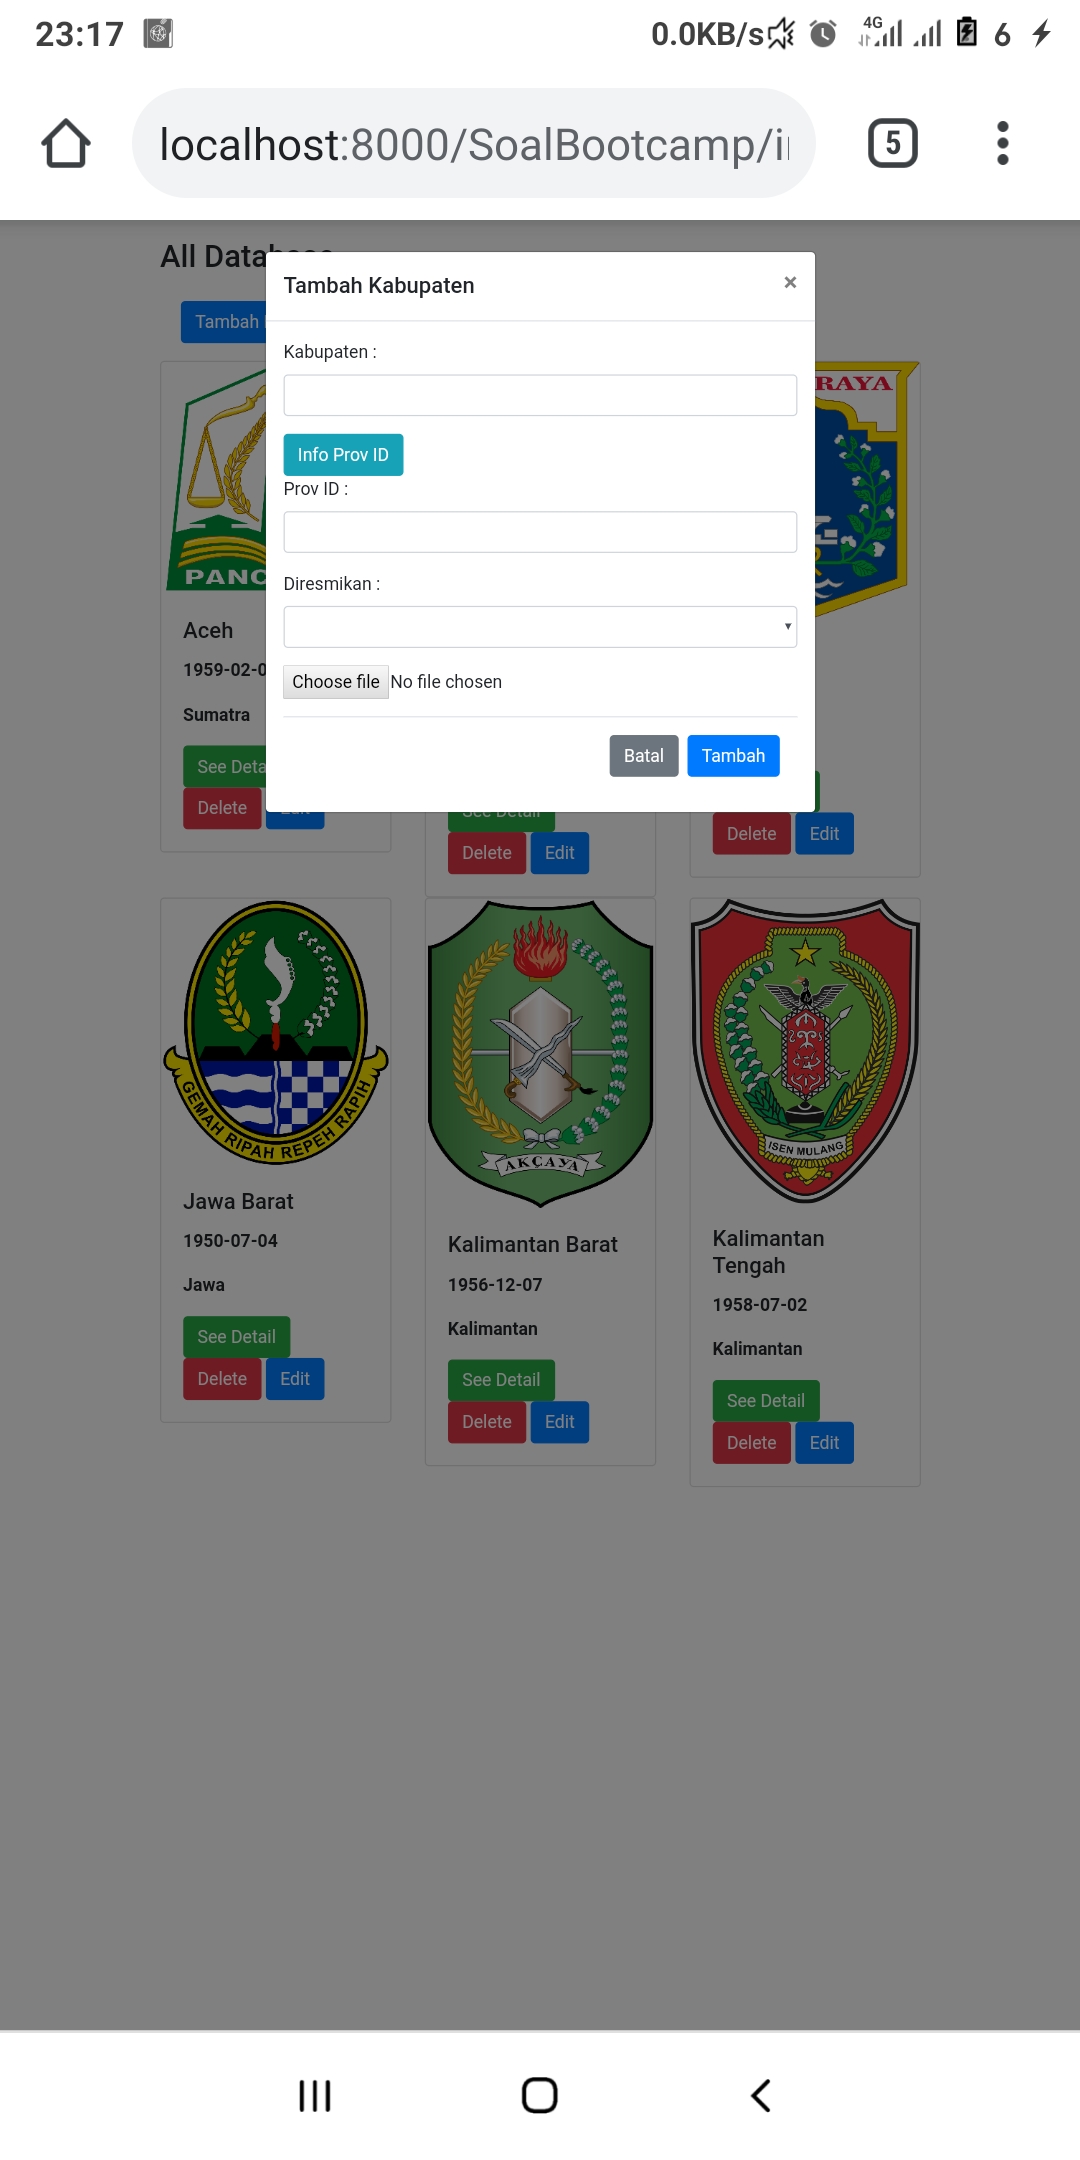 23:17
0.0KB/s 4G 6
localhost:8000/SoalBootcamp/i
5
All Database
Tambah
Tambah Kabupaten ×
Kabupaten :
Info Prov ID
Prov ID :
Diresmikan :
Choose file No file chosen
Batal Tambah
RAYA
PANC
Aceh
1959-02-0
Sumatra
See Deta
Delete Edit
See Detail
Delete Edit
Delete Edit
GEMAH RIPAH REPEH RAPIH
Jawa Barat
1950-07-04
Jawa
See Detail
Delete Edit
AKCAYA
Kalimantan Barat
1956-12-07
Kalimantan
See Detail
Delete Edit
ISEN MULANG
Kalimantan
Tengah
1958-07-02
Kalimantan
See Detail
Delete Edit